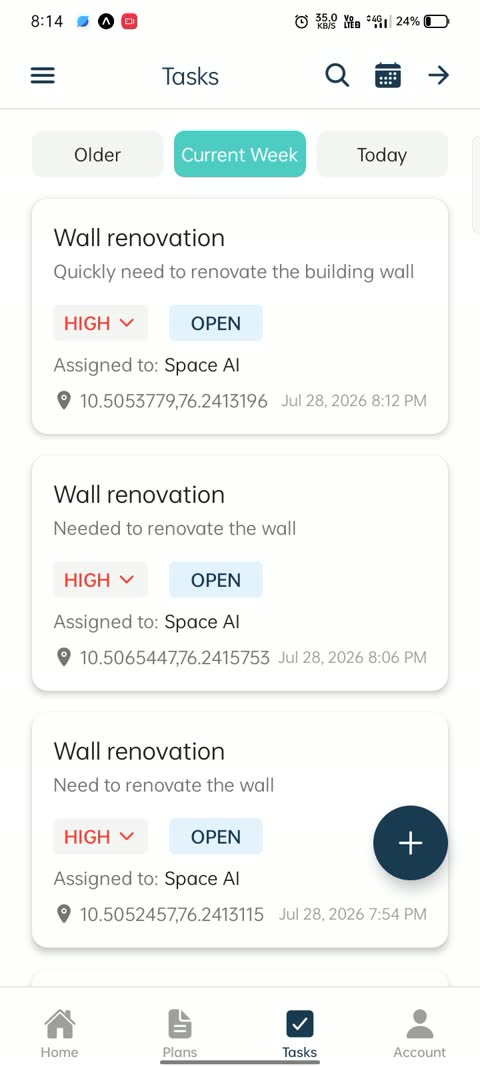 8:14 35.0 KB/S Vo LTE2 4G 24%
Tasks
Older Current Week Today
Wall renovation
Quickly need to renovate the building wall
HIGH OPEN
Assigned to: Space AI
10.5053779,76.2413196 Jul 28, 2026 8:12 PM
Wall renovation
Needed to renovate the wall
HIGH OPEN
Assigned to: Space AI
10.5065447,76.2415753 Jul 28, 2026 8:06 PM
Wall renovation
Need to renovate the wall
HIGH OPEN
Assigned to: Space AI
10.5052457,76.2413115 Jul 28, 2026 7:54 PM
Home Plans Tasks Account